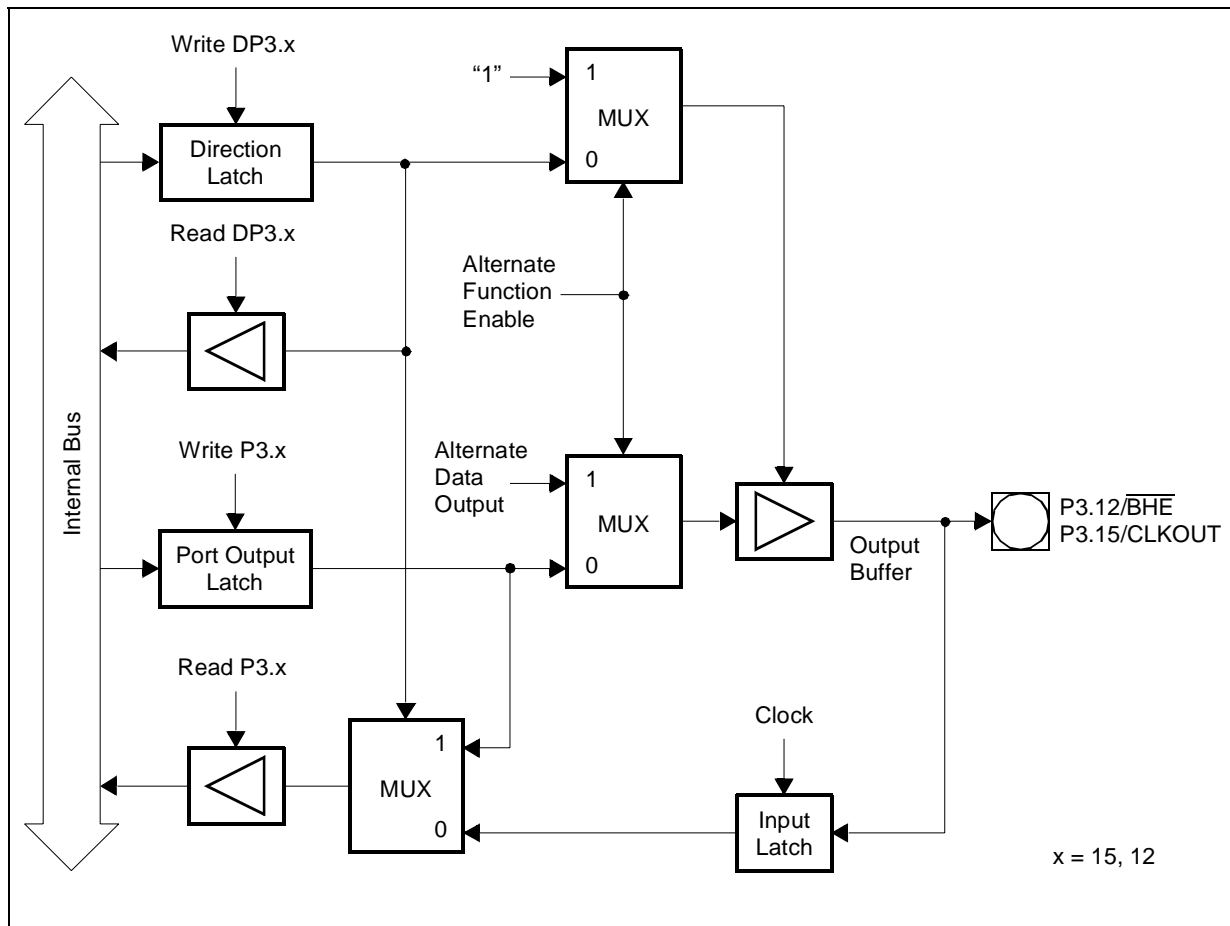 Write DP3.x
“1”
1
MUX
0
Direction
Latch
Read DP3.x
Alternate
Function
Enable
Internal Bus
Write P3.x
Alternate
Data
Output
1
MUX
0
Port Output
Latch
Output
Buffer
P3.12/B̅H̅E̅
P3.15/CLKOUT
Read P3.x
1
MUX
0
Clock
Input
Latch
x = 15, 12